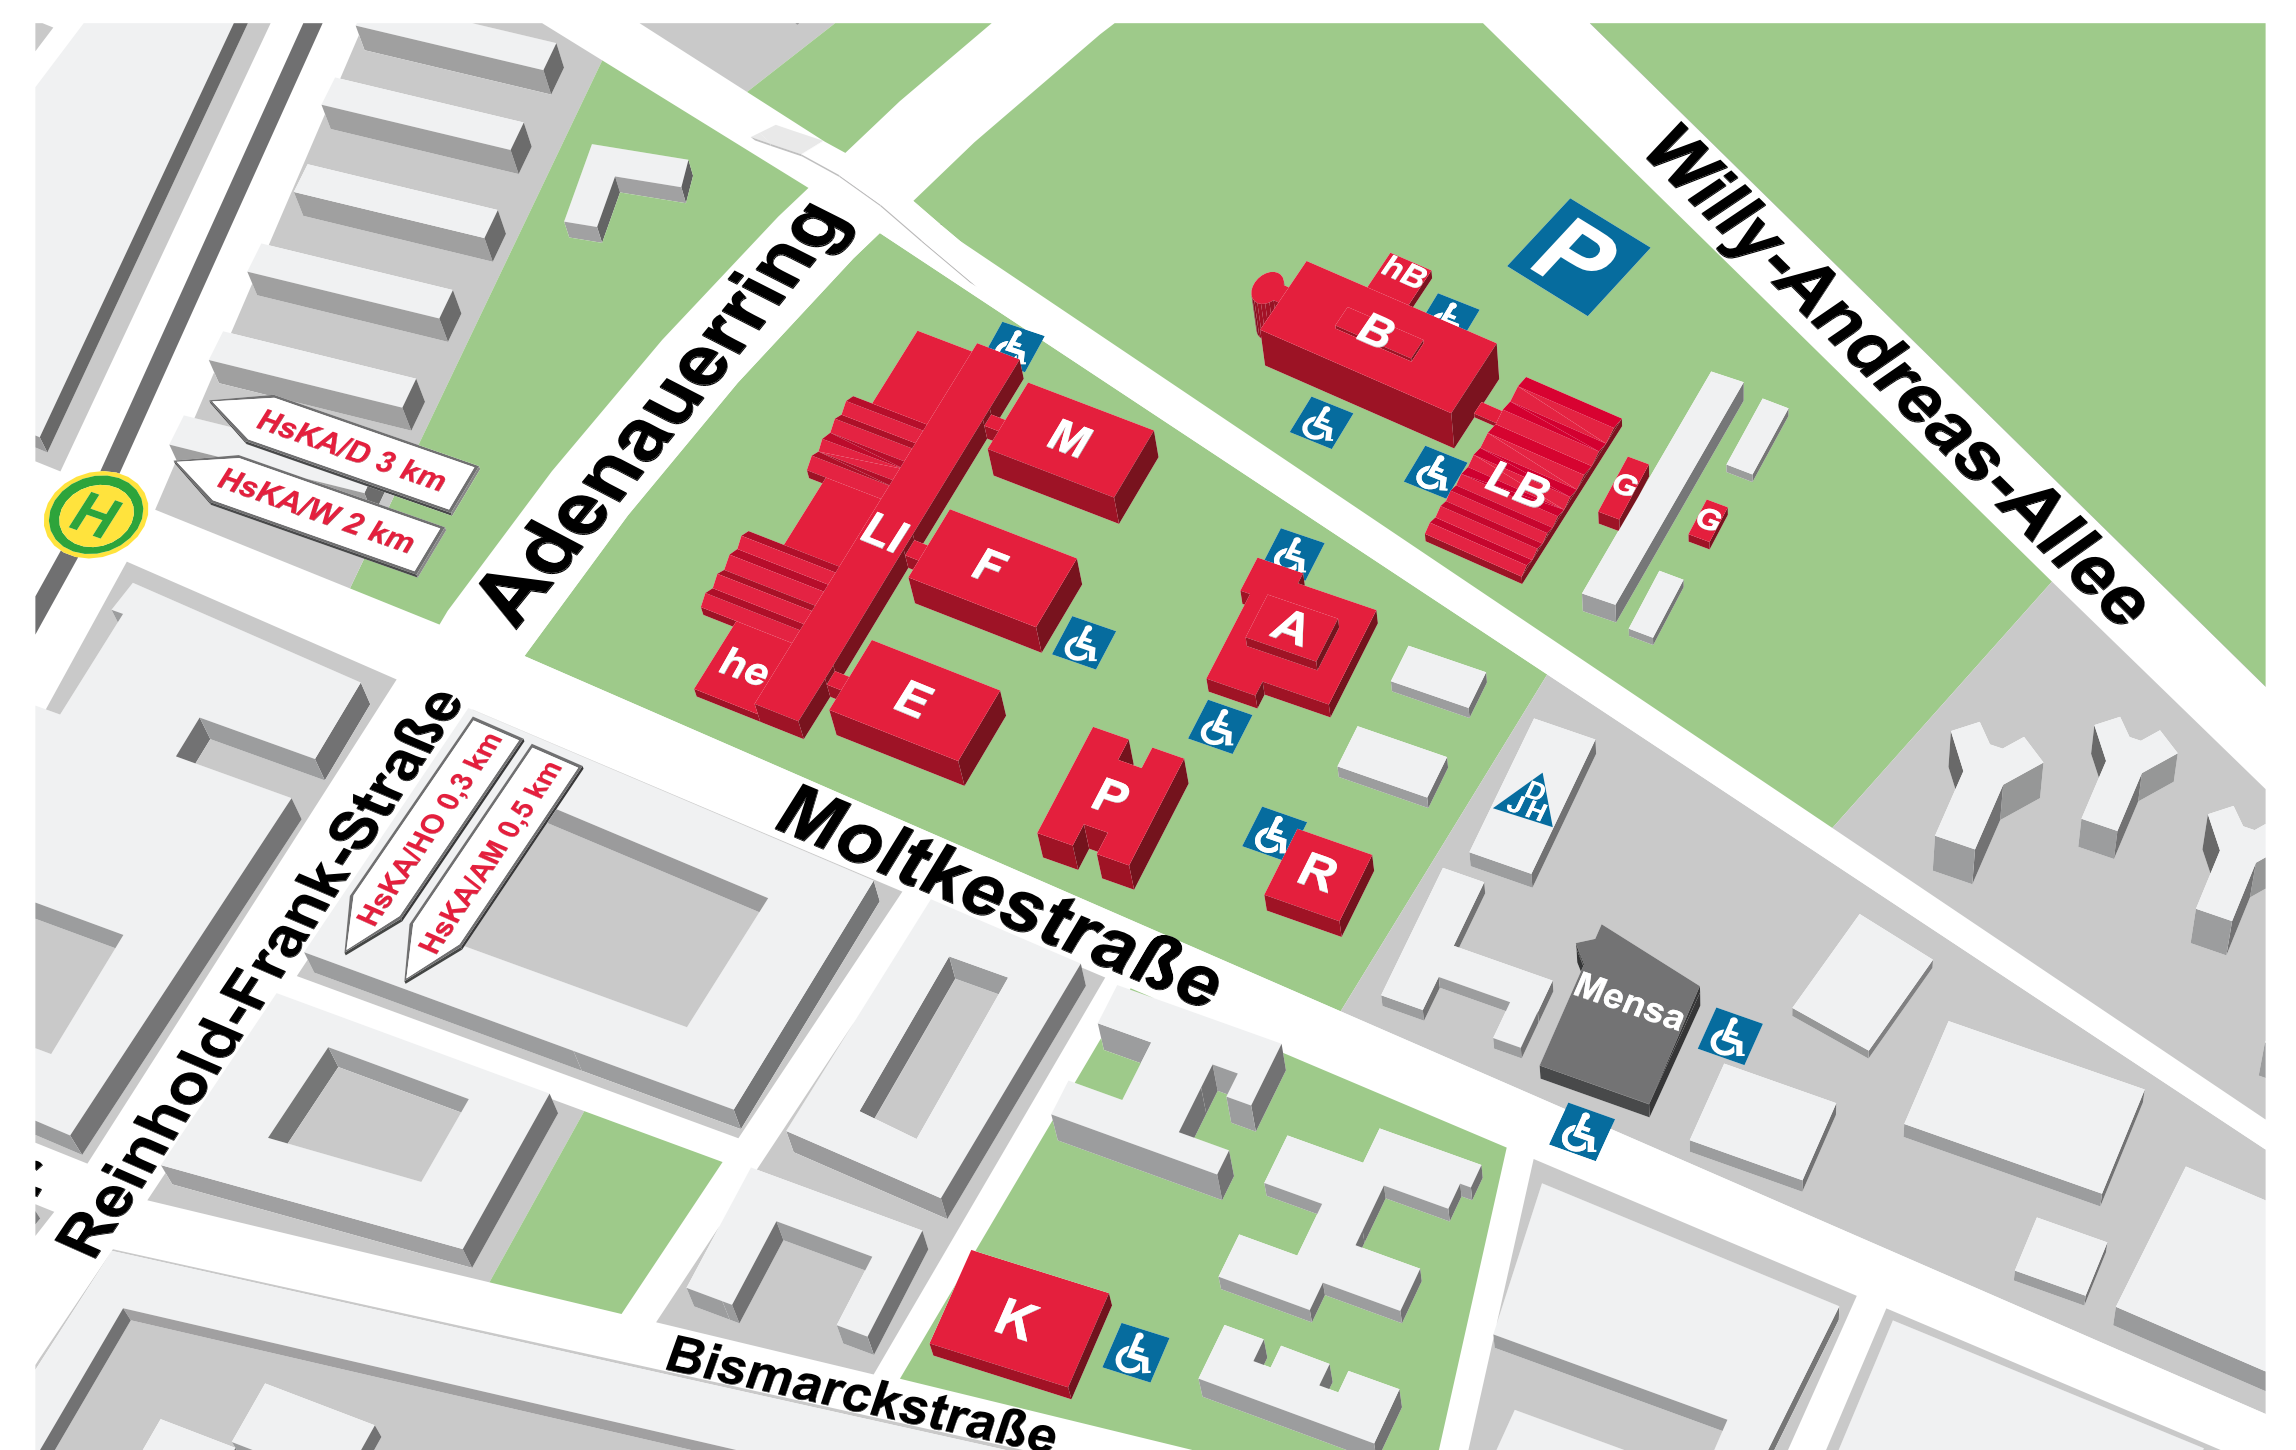 Willy-Andreas-Allee
Adenauerring
P
hB
B
HsKA/D 3 km
HsKA/W 2 km
H
M
LI
F
LB
G
G
he
E
A
P
R
DJH
Reinhold-Frank-Straße
HsKA/HO 0,3 km
HsKA/AM 0,5 km
Moltkestraße
Mensa
K
Bismarckstraße